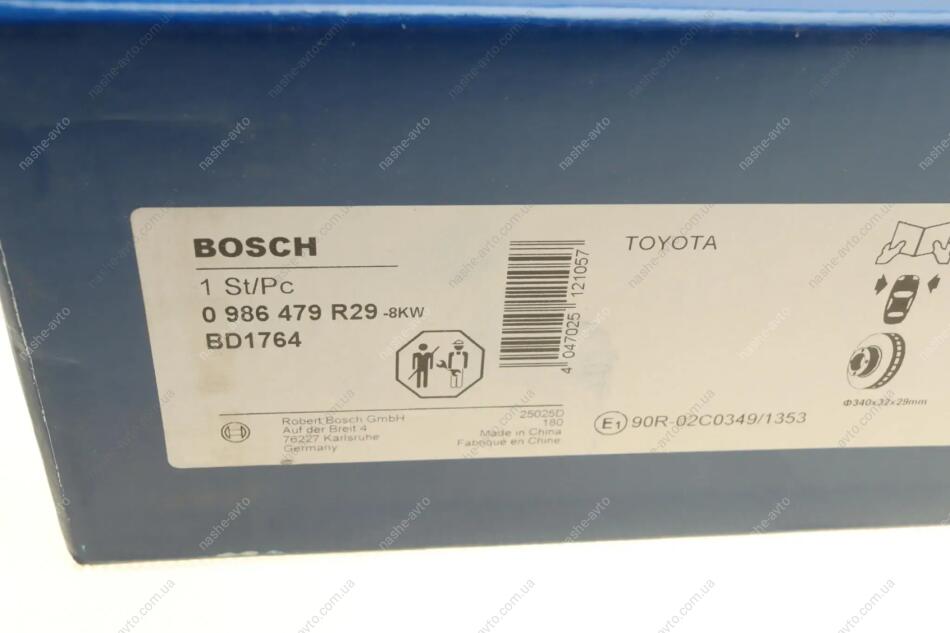 BOSCH
1 St/Pc
0 986 479 R29 -8KW
BD1764
4 047025 121057
TOYOTA
Φ340x32x29mm
Robert Bosch GmbH
Auf der Breit 4
76227 Karlsruhe
Germany
25025D
180
Made in China
Fabriqué en Chine
E1 90R-02C0349/1353
nashe-avto.com.ua